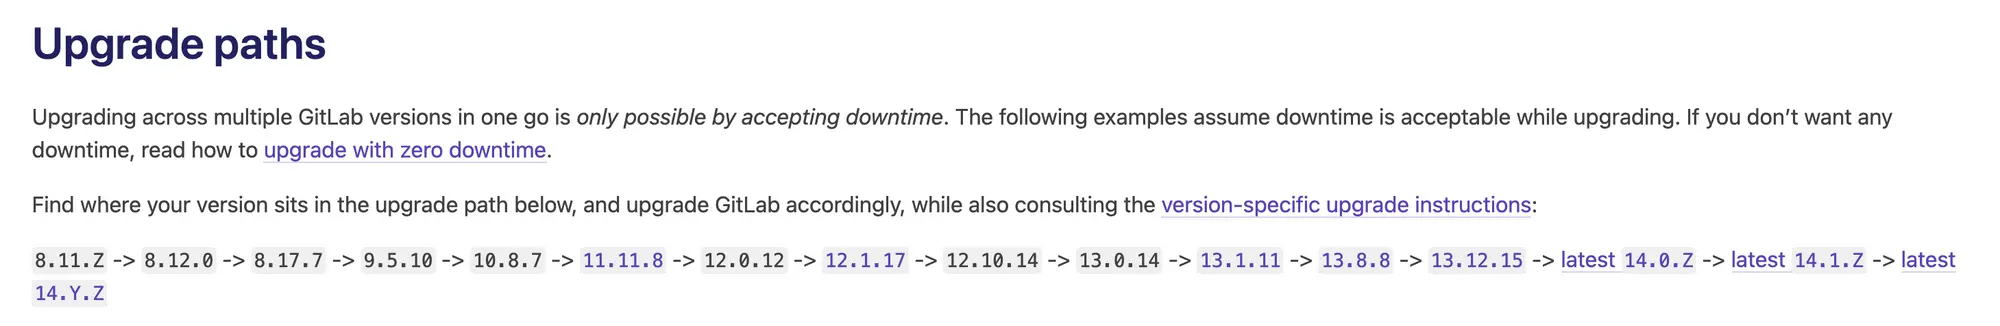 Upgrade paths
Upgrading across multiple GitLab versions in one go is only possible by accepting downtime. The following examples assume downtime is acceptable while upgrading. If you don’t want any
downtime, read how to upgrade with zero downtime.
Find where your version sits in the upgrade path below, and upgrade GitLab accordingly, while also consulting the version-specific upgrade instructions:
8.11.Z -> 8.12.0 -> 8.17.7 -> 9.5.10 -> 10.8.7 -> 11.11.8 -> 12.0.12 -> 12.1.17 -> 12.10.14 -> 13.0.14 -> 13.1.11 -> 13.8.8 -> 13.12.15 -> latest 14.0.Z -> latest 14.1.Z -> latest
14.Y.Z